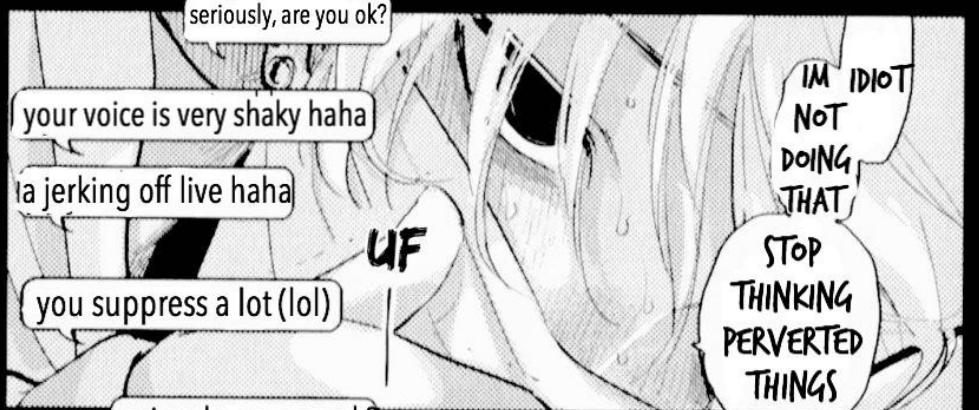 seriously, are you ok?
your voice is very shaky haha
a jerking off live haha
you suppress a lot (lol)
UF
IDIOT
IM
NOT
DOING
THAT
STOP
THINKING
PERVERTED
THINGS